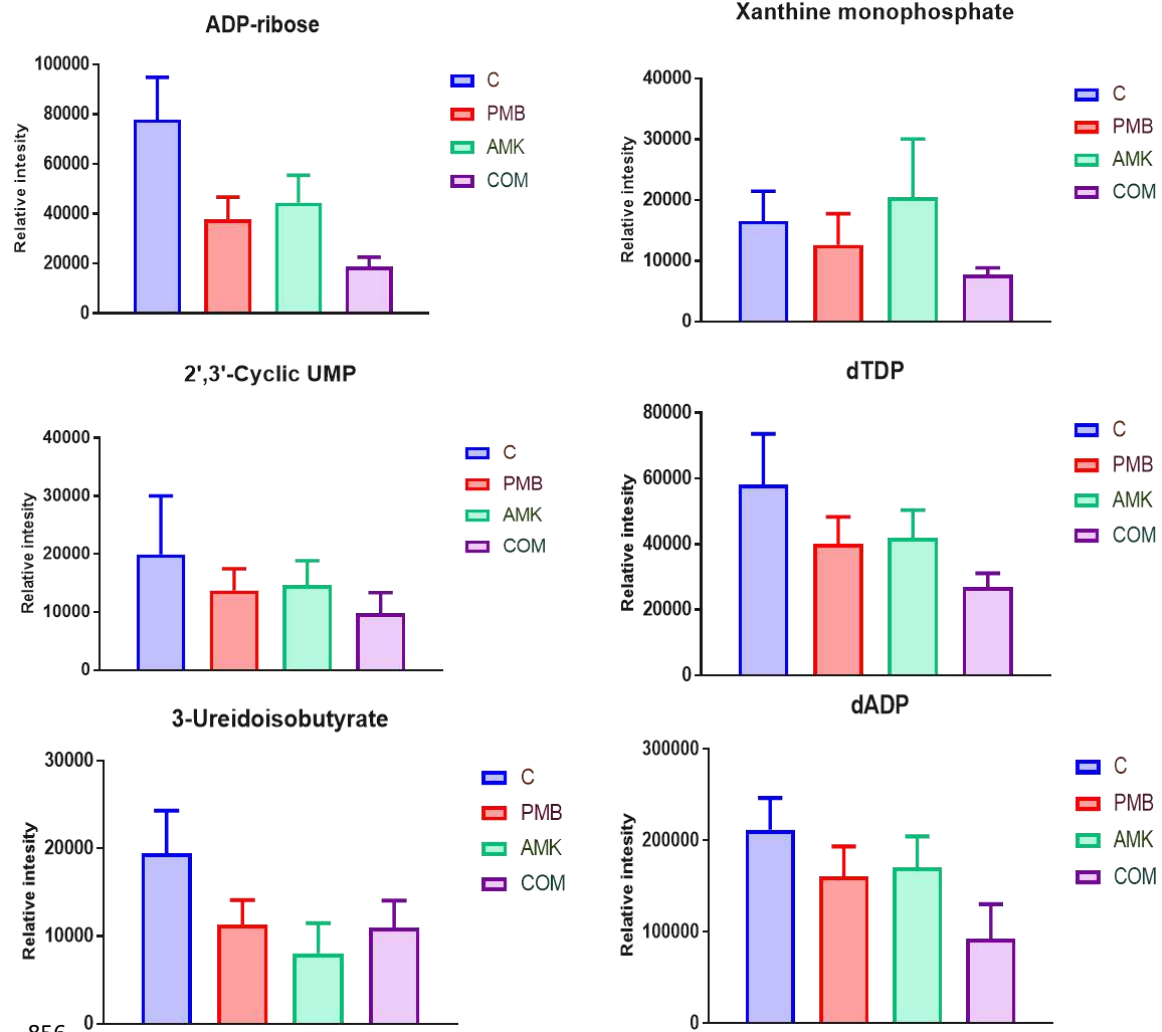 ADP-ribose
Relative intesity
100000
80000
60000
40000
20000
0
C
PMB
AMK
COM
Xanthine monophosphate
Relative intesity
40000
30000
20000
10000
0
C
PMB
AMK
COM
2',3'-Cyclic UMP
Relative intesity
40000
30000
20000
10000
0
C
PMB
AMK
COM
dTDP
Relative intesity
80000
60000
40000
20000
0
C
PMB
AMK
COM
3-Ureidoisobutyrate
Relative intesity
30000
20000
10000
0
C
PMB
AMK
COM
dADP
Relative intesity
300000
200000
100000
0
C
PMB
AMK
COM
856